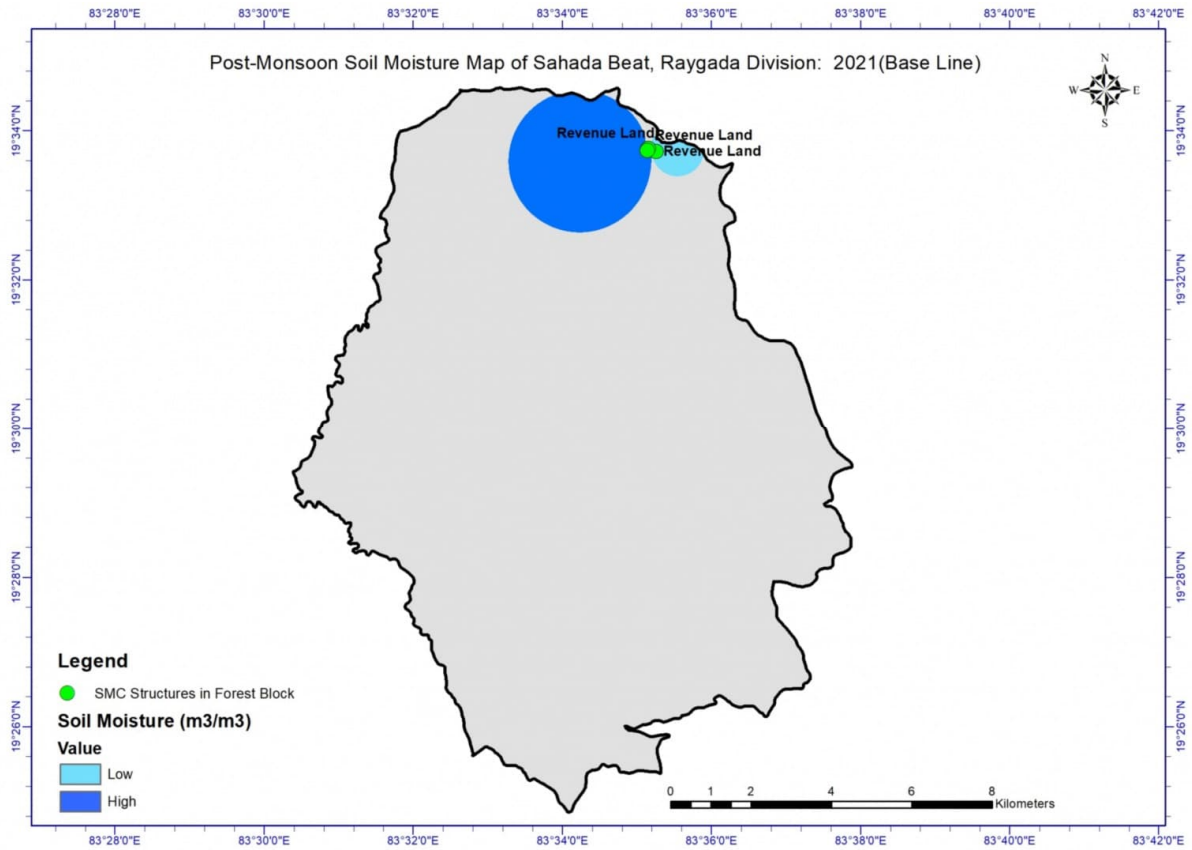 83°28'0"E 83°30'0"E 83°32'0"E 83°34'0"E 83°36'0"E 83°38'0"E 83°40'0"E 83°42'0"E
Post-Monsoon Soil Moisture Map of Sahada Beat, Raygada Division: 2021(Base Line)
N
W E
S
19°34'0"N 19°34'0"N
Revenue Land Revenue Land
Revenue Land
19°32'0"N 19°32'0"N
19°30'0"N 19°30'0"N
19°28'0"N 19°28'0"N
19°26'0"N 19°26'0"N
Legend
SMC Structures in Forest Block
Soil Moisture (m3/m3)
Value
Low
High
0 1 2 4 6 8
Kilometers
83°28'0"E 83°30'0"E 83°32'0"E 83°34'0"E 83°36'0"E 83°38'0"E 83°40'0"E 83°42'0"E